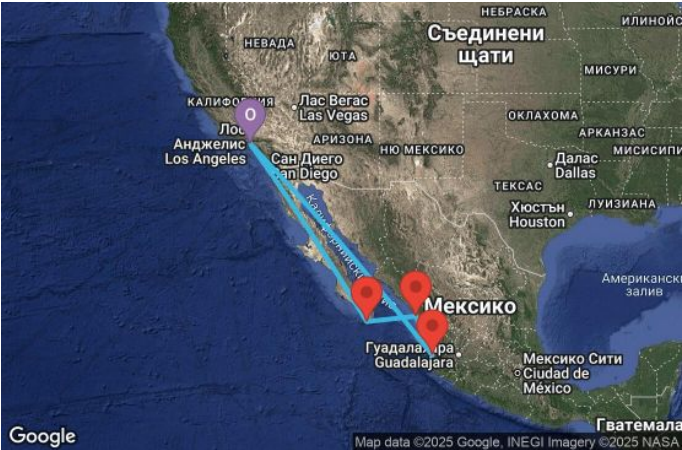 НЕБРАСКА
ИЛИНОЙС
Съединени
щати
НЕВАДА
ЮТА
МИСУРИ
КАЛИФОРНИЯ
Лас Вегас
Las Vegas
O
ОКЛАХОМА
Лос
Анджелис
Los Angeles
АРИЗОНА
НЮ МЕКСИКО
АРКАНЗАС
МИСИСИПИ
Сан Диего
San Diego
Далас
Dallas
ТЕКСАС
Хюстън
Houston
ЛУИЗИАНА
Американски
залив
Мексико
Гуадалахара
Guadalajara
Мексико Сити
Ciudad de
México
Гватемала
Google
Map data ©2025 Google, INEGI Imagery ©2025 NASA